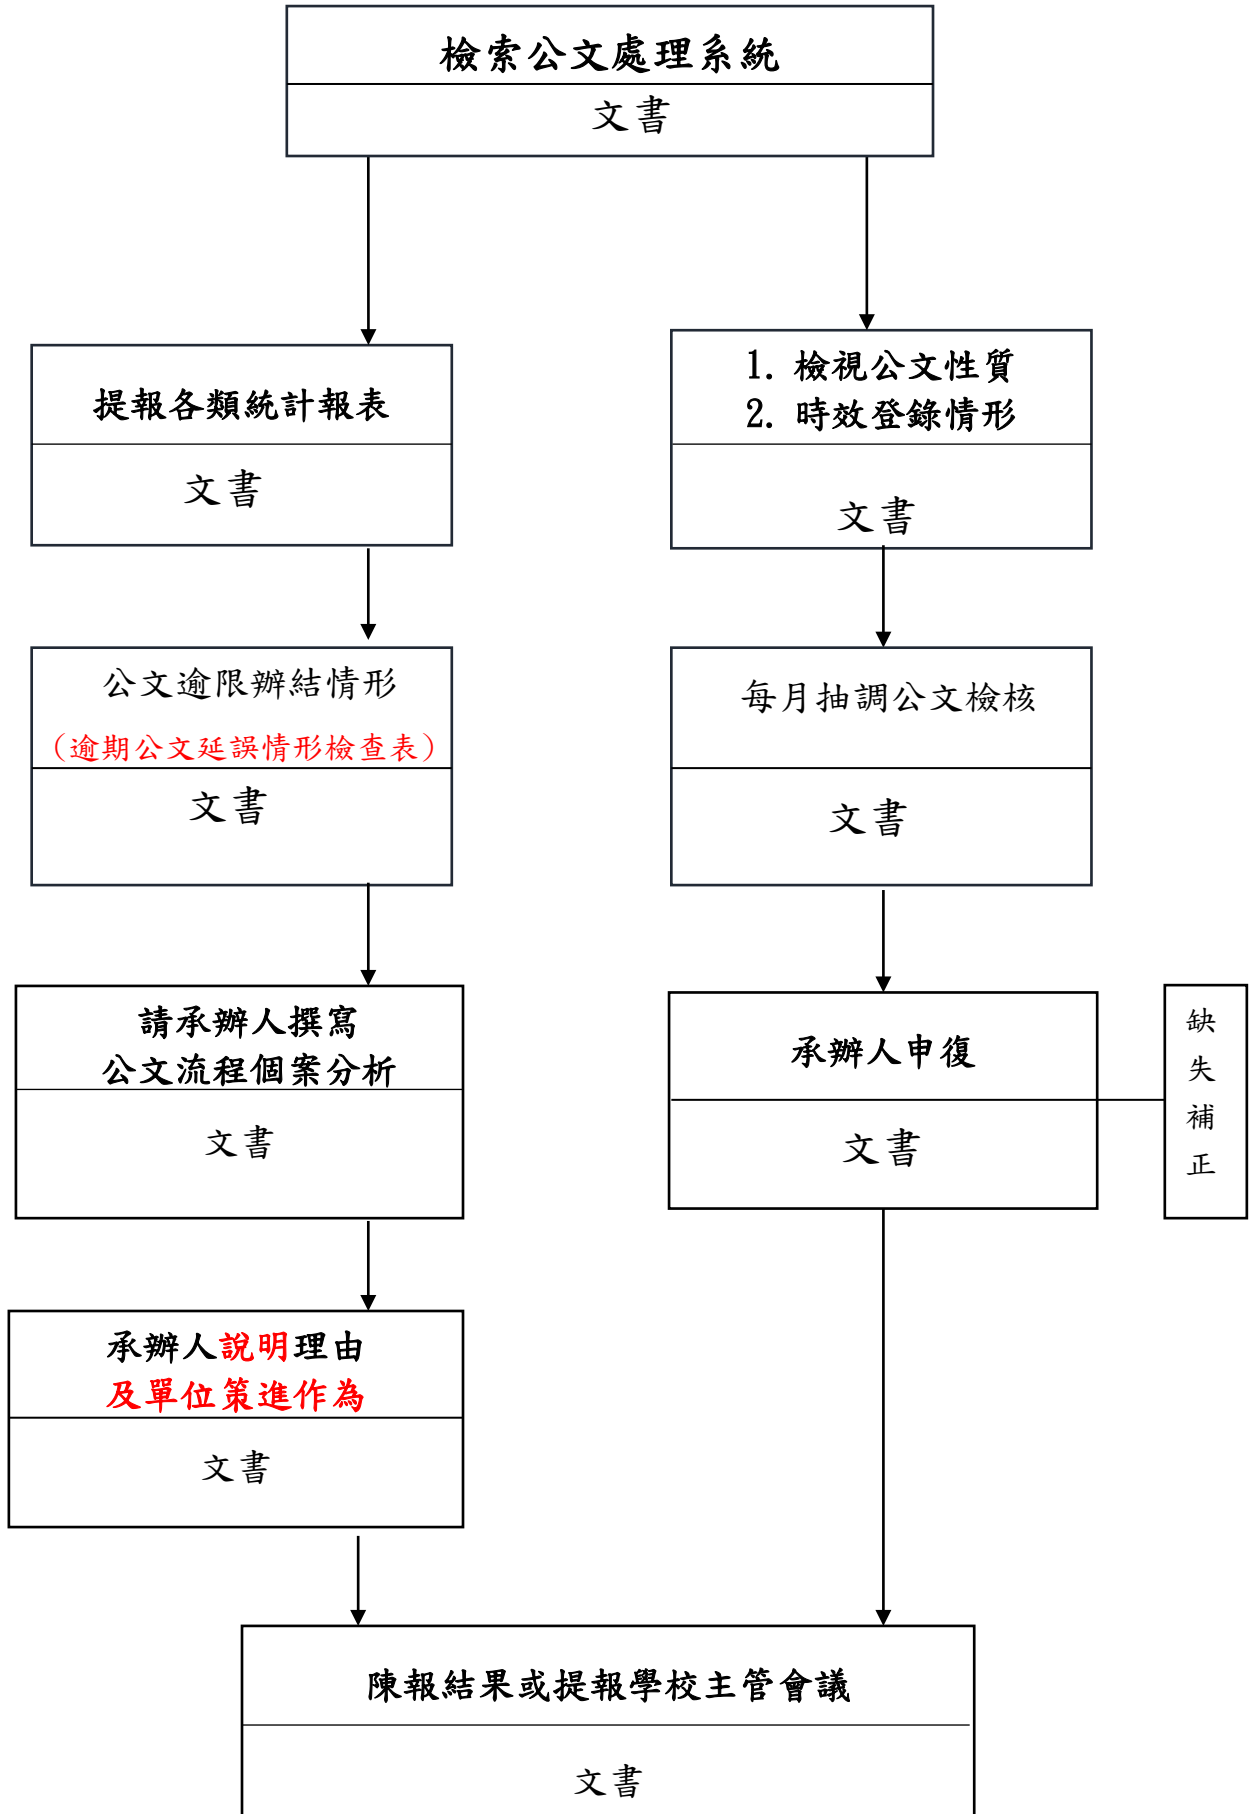 檢索公文處理系統
文書
提報各類統計報表
文書
1. 檢視公文性質
2. 時效登錄情形
文書
公文逾限辦結情形
(逾期公文延誤情形檢查表)
文書
每月抽調公文檢核
文書
請承辦人撰寫
公文流程個案分析
文書
承辦人申復
文書
缺
失
補
正
承辦人說明理由
及單位策進作為
文書
陳報結果或提報學校主管會議
文書